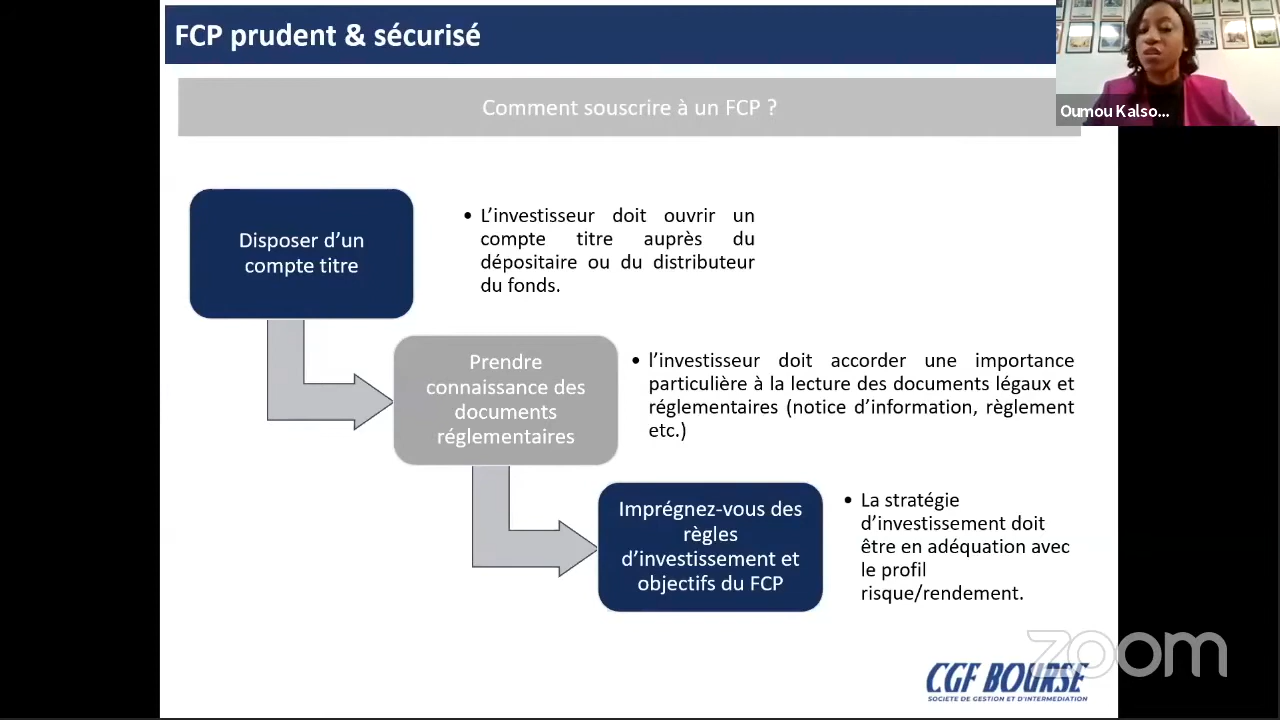 FCP prudent & sécurisé
Comment souscrire à un FCP ?
Oumou Kalso...
Disposer d’un
compte titre
• L’investisseur doit ouvrir un
compte titre auprès du
dépositaire ou du distributeur
du fonds.
Prendre
connaissance des
documents
réglementaires
• l’investisseur doit accorder une importance
particulière à la lecture des documents légaux et
réglementaires (notice d’information, règlement
etc.)
Imprégnez-vous des
règles
d’investissement et
objectifs du FCP
• La stratégie
d’investissement doit
être en adéquation avec
le profil
risque/rendement.
zoom
CGF BOURSE
SOCIETE DE GESTION ET D'INTERMEDIATION